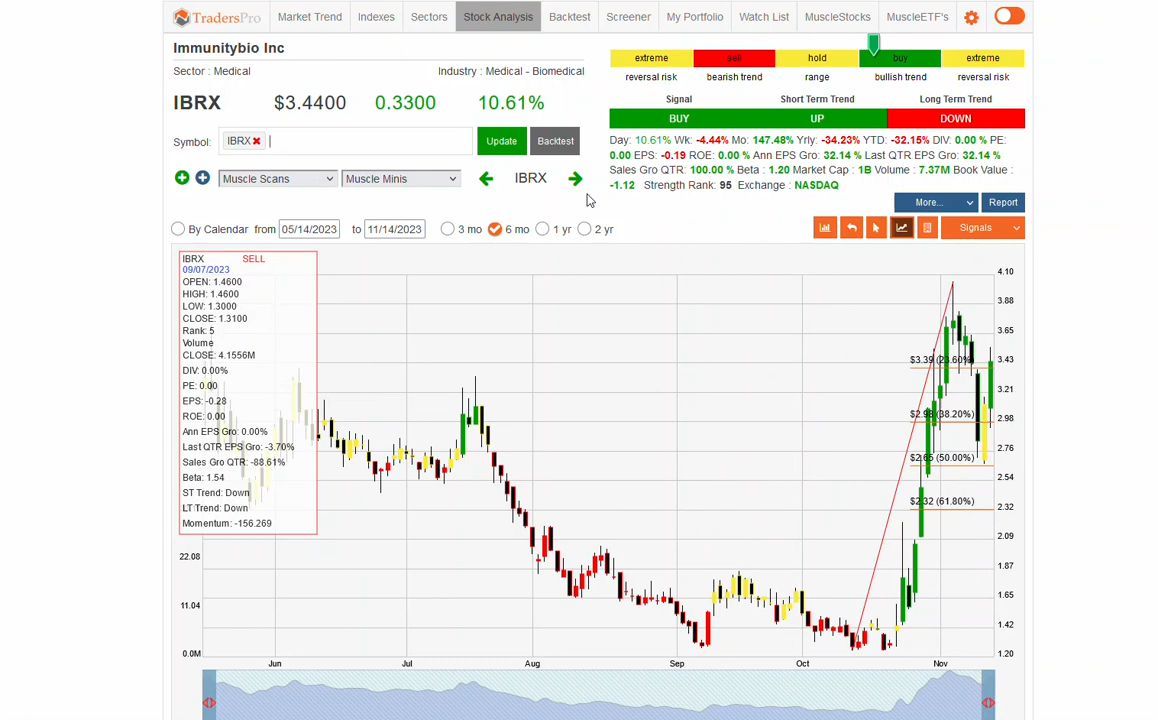 TradersPro
Market Trend
Indexes
Sectors
Stock Analysis
Backtest
Screener
My Portfolio
Watch List
MuscleStocks
MuscleETF's
Immunitybio Inc
Sector : Medical
Industry : Medical - Biomedical
IBRX
$3.4400
0.3300
10.61%
Symbol:
IBRX
Update
Backtest
Muscle Scans
Muscle Minis
IBRX
extreme
sell
hold
buy
extreme
reversal risk
bearish trend
range
bullish trend
reversal risk
Signal
Short Term Trend
Long Term Trend
BUY
UP
DOWN
Day: 10.61% Wk: -4.44% Mo: 147.48% Yrly: -34.23% YTD: -32.15% DIV: 0.00 % PE:
0.00 EPS: -0.19 ROE: 0.00 % Ann EPS Gro: 32.14 % Last QTR EPS Gro: 32.14 %
Sales Gro QTR: 100.00 % Beta : 1.20 Market Cap : 1B Volume : 7.37M Book Value :
-1.12 Strength Rank: 95 Exchange : NASDAQ
More...
Report
By Calendar from 05/14/2023 to 11/14/2023
3 mo
6 mo
1 yr
2 yr
Signals
IBRX SELL
09/07/2023
OPEN: 1.4600
HIGH: 1.4600
LOW: 1.3000
CLOSE: 1.3100
Rank: 5
Volume
CLOSE: 4.1556M
DIV: 0.00%
PE: 0.00
EPS: -0.28
ROE: 0.00
Ann EPS Gro: 0.00%
Last QTR EPS Gro: -3.70%
Sales Gro QTR: -88.61%
Beta: 1.54
ST Trend: Down
LT Trend: Down
Momentum: -156.269
22.08
11.04
0.0M
4.10
3.88
3.65
3.43
3.21
2.98
2.76
2.54
2.32
2.09
1.87
1.65
1.42
1.20
$3.39 (23.60%)
$2.98 (38.20%)
$2.65 (50.00%)
$2.32 (61.80%)
Jun
Jul
Aug
Sep
Oct
Nov